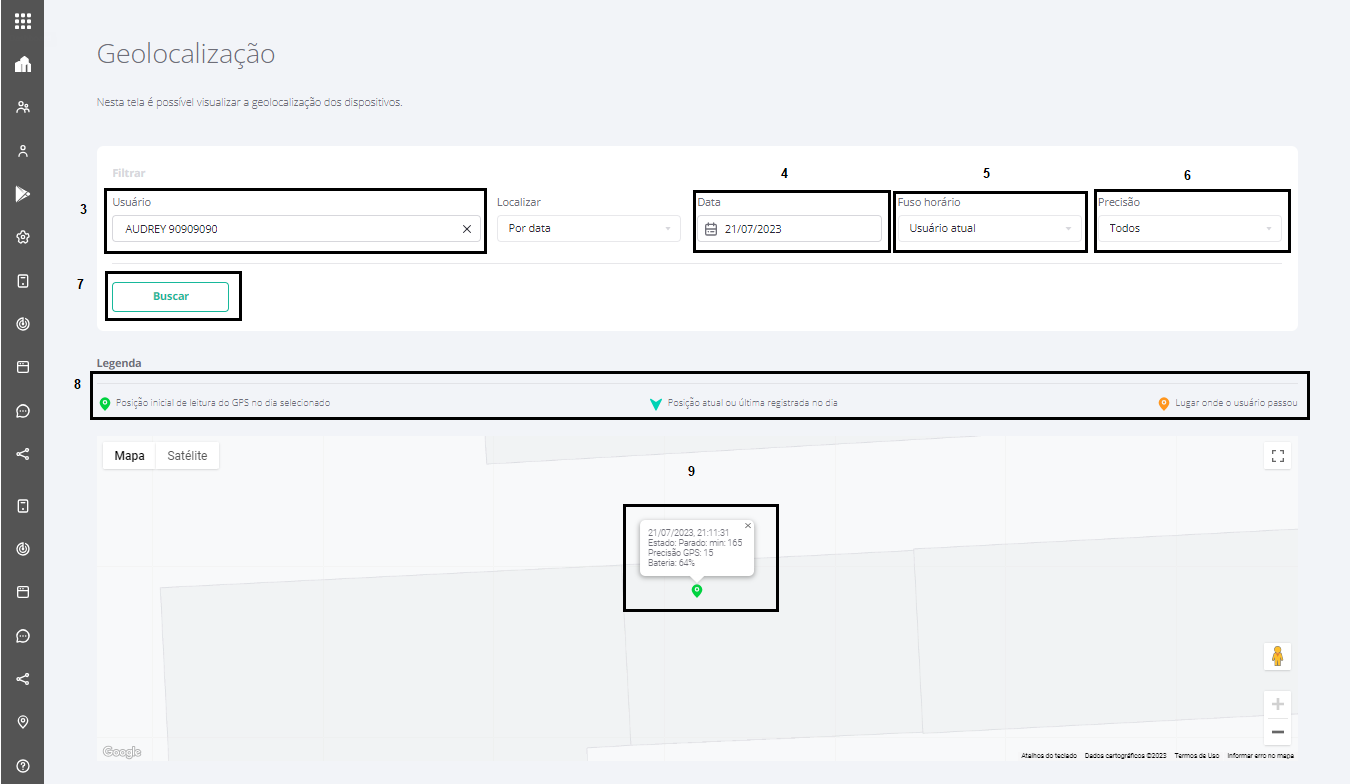 Geolocalização
Nesta tela é possível visualizar a geolocalização dos dispositivos.
Filtrar
4
5
6
3
Usuário
Localizar
Data
Fuso horário
Precisão
AUDREY 90909090
Por data
21/07/2023
Usuário atual
Todos
7
Buscar
Legenda
8
Posição inicial de leitura do GPS no dia selecionado
Posição atual ou última registrada no dia
Lugar onde o usuário passou
Mapa
Satélite
9
21/07/2023, 21:11:31
Estado: Parado: min: 165
Precisão GPS: 15
Bateria: 64%
Google
Atalhos do teclado
Dados cartográficos ©2023
Termos de Uso
Informar erro no mapa